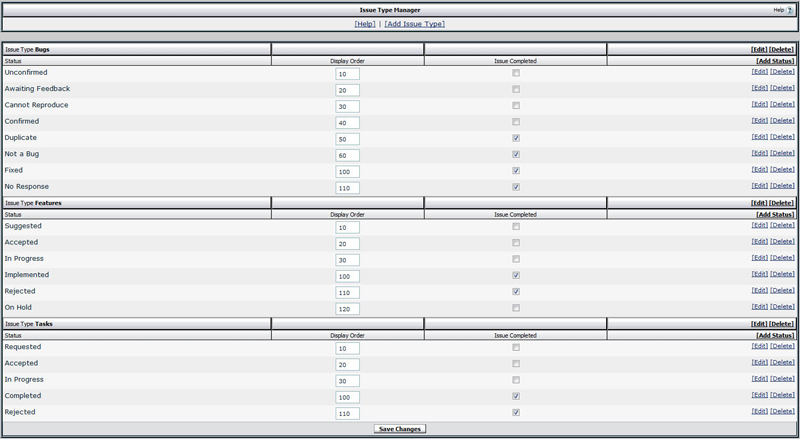 Issue Type Manager Help ?
[Help] | [Add Issue Type]
Issue Type Bugs [Edit] [Delete]
Status Display Order Issue Completed [Add Status]
Unconfirmed 10 [Edit] [Delete]
Awaiting Feedback 20 [Edit] [Delete]
Cannot Reproduce 30 [Edit] [Delete]
Confirmed 40 [Edit] [Delete]
Duplicate 50 [Edit] [Delete]
Not a Bug 60 [Edit] [Delete]
Fixed 100 [Edit] [Delete]
No Response 110 [Edit] [Delete]
Issue Type Features [Edit] [Delete]
Status Display Order Issue Completed [Add Status]
Suggested 10 [Edit] [Delete]
Accepted 20 [Edit] [Delete]
In Progress 30 [Edit] [Delete]
Implemented 100 [Edit] [Delete]
Rejected 110 [Edit] [Delete]
On Hold 120 [Edit] [Delete]
Issue Type Tasks [Edit] [Delete]
Status Display Order Issue Completed [Add Status]
Requested 10 [Edit] [Delete]
Accepted 20 [Edit] [Delete]
In Progress 30 [Edit] [Delete]
Completed 100 [Edit] [Delete]
Rejected 110 [Edit] [Delete]
Save Changes